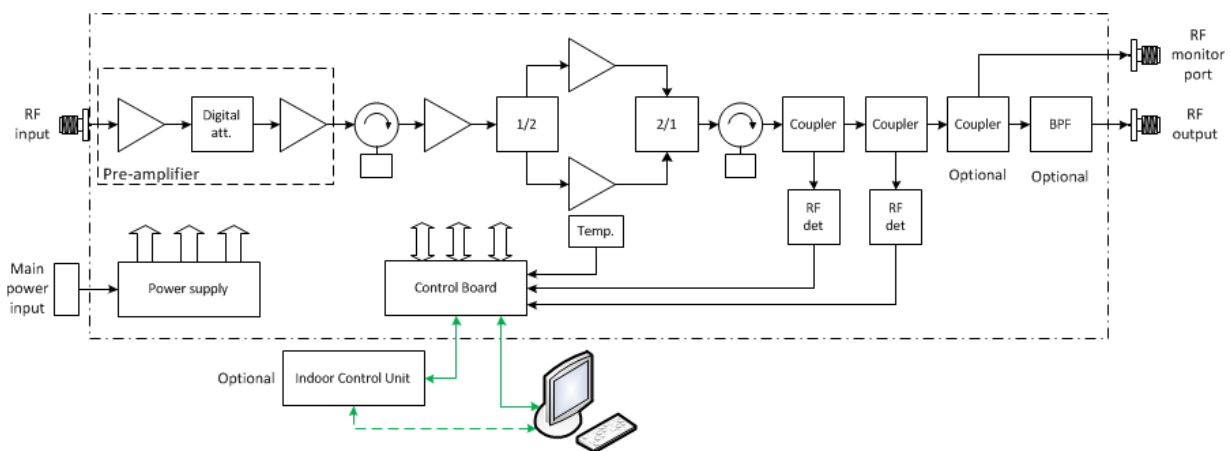 RF
monitor
port
RF
input
Digital
att.
1/2
2/1
Coupler
Coupler
Coupler
BPF
RF
output
Pre-amplifier
Optional
Optional
RF
det
RF
det
Temp.
Main
power
input
Power supply
Control Board
Optional
Indoor Control Unit